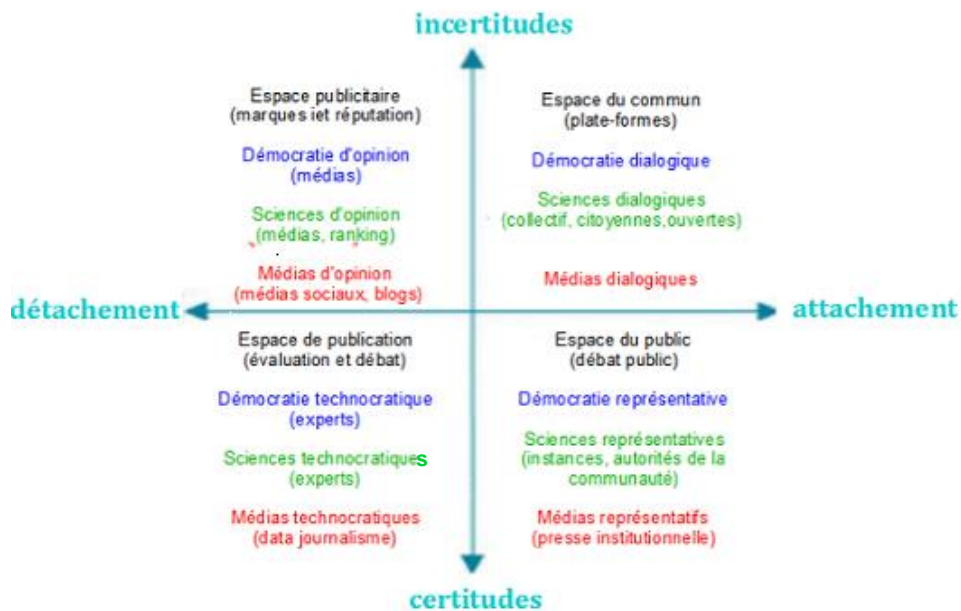 incertitudes
Espace publicitaire
(marques iet réputation)
Démocratie d'opinion
(médias)
Sciences d'opinion
(médias, ranking)
Médias d'opinion
(médias sociaux, blogs)
Espace du commun
(plate-formes)
Démocratie dialogique
Sciences dialogiques
(collectif, citoyennes,ouvertes)
Médias dialogiques
détachement
attachement
Espace de publication
(évaluation et débat)
Démocratie technocratique
(experts)
Sciences technocratiques
(experts)
Médias technocratiques
(data journalisme)
Espace du public
(débat public)
Démocratie représentative
Sciences représentatives
(instances, autorités de la
communauté)
Médias représentatifs
(presse institutionnelle)
certitudes